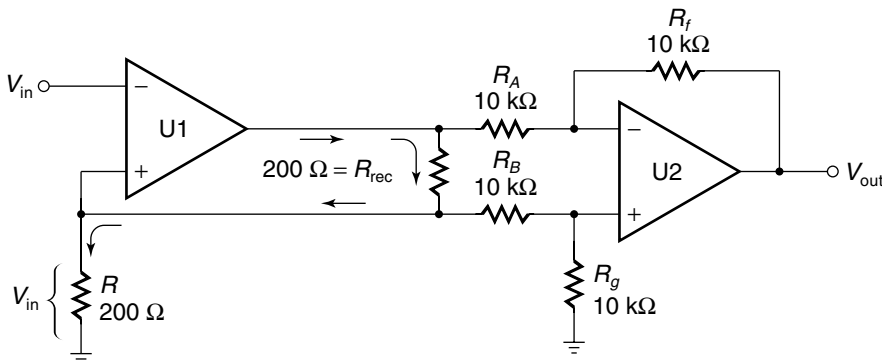 R_f
10 kΩ
R_A
10 kΩ
V_in
−
U1
+
200 Ω = R_rec
R_B
10 kΩ
−
U2
+
V_out
V_in
R
200 Ω
R_g
10 kΩ